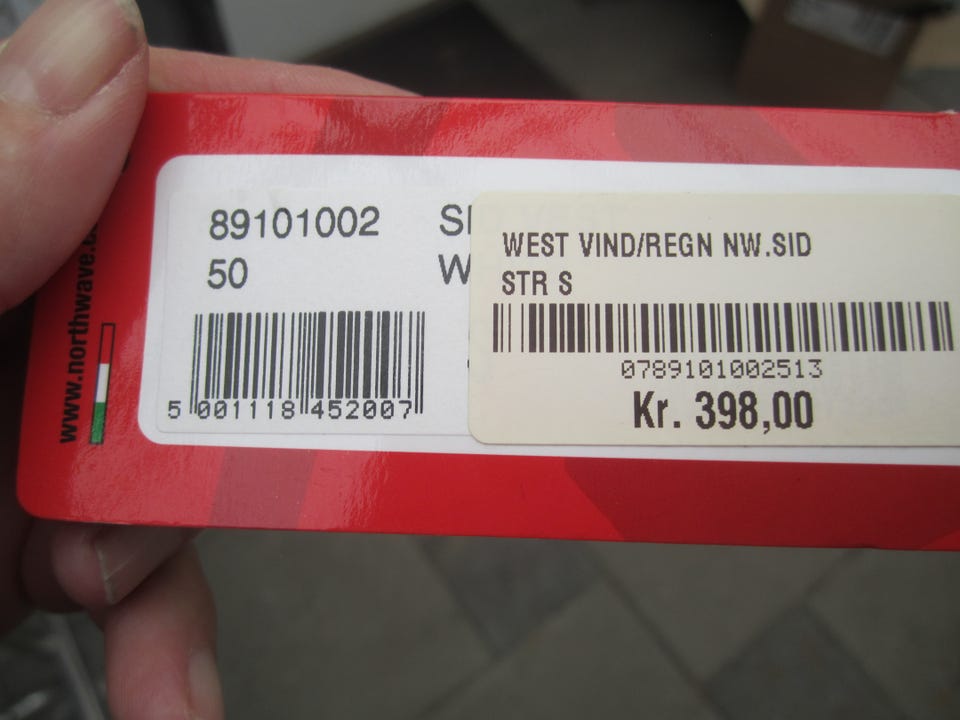 www.northwave.
89101002
50
5 001118 452007
WEST VIND/REGN NW.SID
STR S
0789101002513
Kr. 398,00